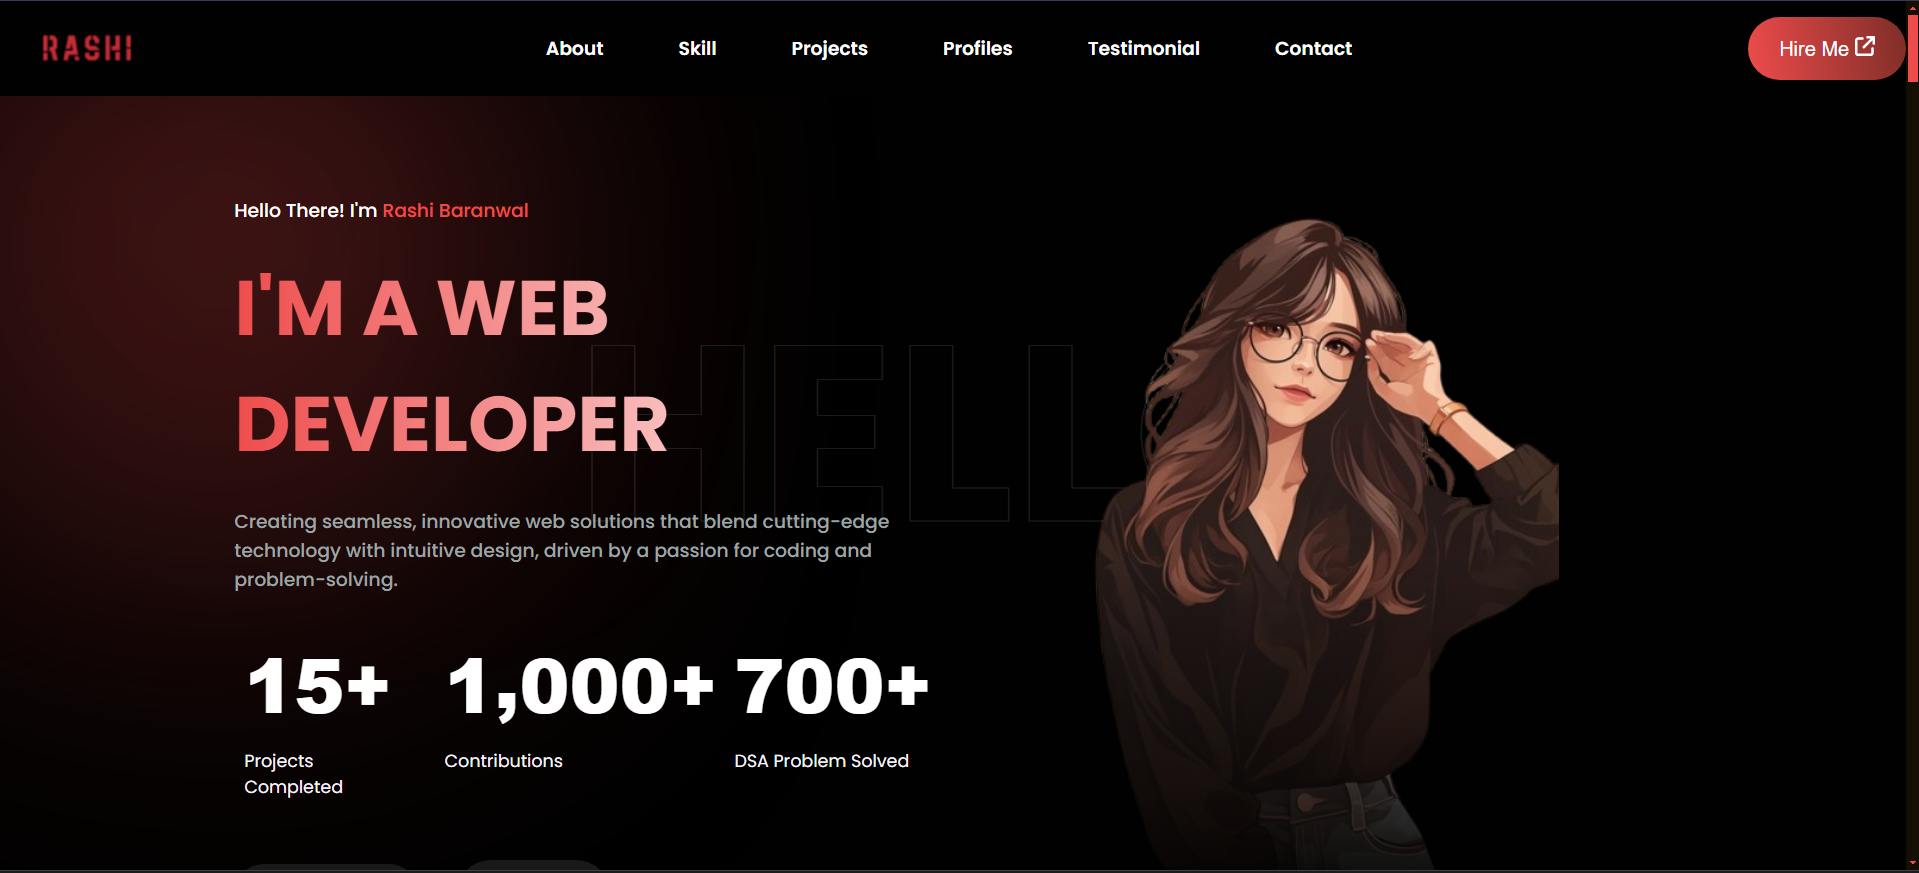 RASHI
About
Skill
Projects
Profiles
Testimonial
Contact
Hire Me
Hello There! I'm Rashi Baranwal
I'M A WEB
DEVELOPER
HELL
Creating seamless, innovative web solutions that blend cutting-edge
technology with intuitive design, driven by a passion for coding and
problem-solving.
15+
Projects
Completed
1,000+
Contributions
700+
DSA Problem Solved